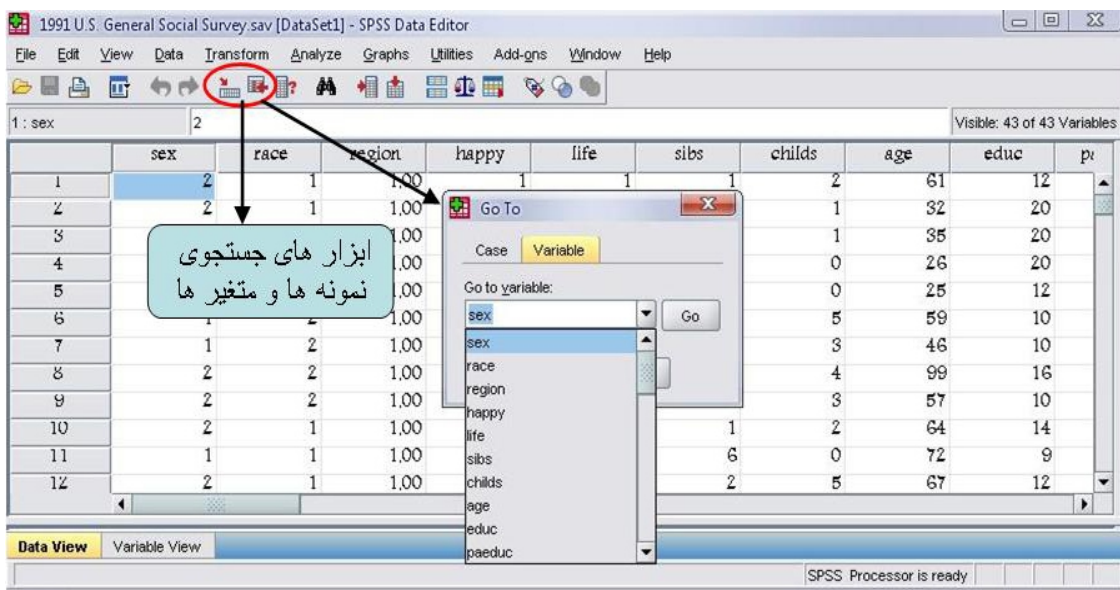 1991 U.S. General Social Survey.sav [DataSet1] - SPSS Data Editor
File Edit View Data Transform Analyze Graphs Utilities Add-ons Window Help
1 : sex 2 Visible: 43 of 43 Variables
sex race region happy life sibs childs age educ
1 2 1 1,00 1 1 1 2 61 12
2 2 1 1,00 1 32 20
3 1,00 1 35 20
4 1,00 0 26 20
5 1,00 0 25 12
6 1,00 5 59 10
7 1 2 1,00 3 46 10
8 2 2 1,00 4 99 16
9 2 2 1,00 3 57 10
10 2 1 1,00 1 2 64 14
11 1 1 1,00 6 0 72 9
12 2 1 1,00 2 5 67 12
ابزار های جستجوی
نمونه ها و متغیر ها
Go To
Case Variable
Go to variable:
sex Go
sex
race
region
happy
life
sibs
childs
age
educ
paeduc
Data View Variable View
SPSS Processor is ready